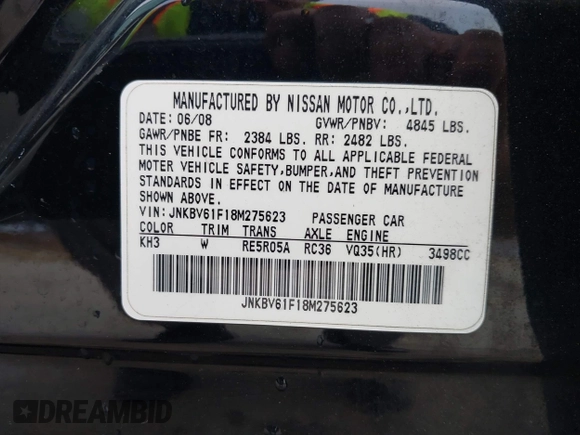 MANUFACTURED BY NISSAN MOTOR CO.,LTD.
DATE: 06/08 GVWR/PNBV: 4845 LBS.
GAWR/PNBE FR: 2384 LBS. RR: 2482 LBS.
THIS VEHICLE CONFORMS TO ALL APPLICABLE FEDERAL
MOTOR VEHICLE SAFETY,BUMPER,AND THEFT PREVENTION
STANDARDS IN EFFECT ON THE DATE OF MANUFACTURE
SHOWN ABOVE.
VIN: JNKBV61F18M275623 PASSENGER CAR
COLOR TRIM TRANS AXLE ENGINE
KH3 W RE5R05A RC36 VQ35(HR) 3498CC
JNKBV61F18M275623
DREAMBID